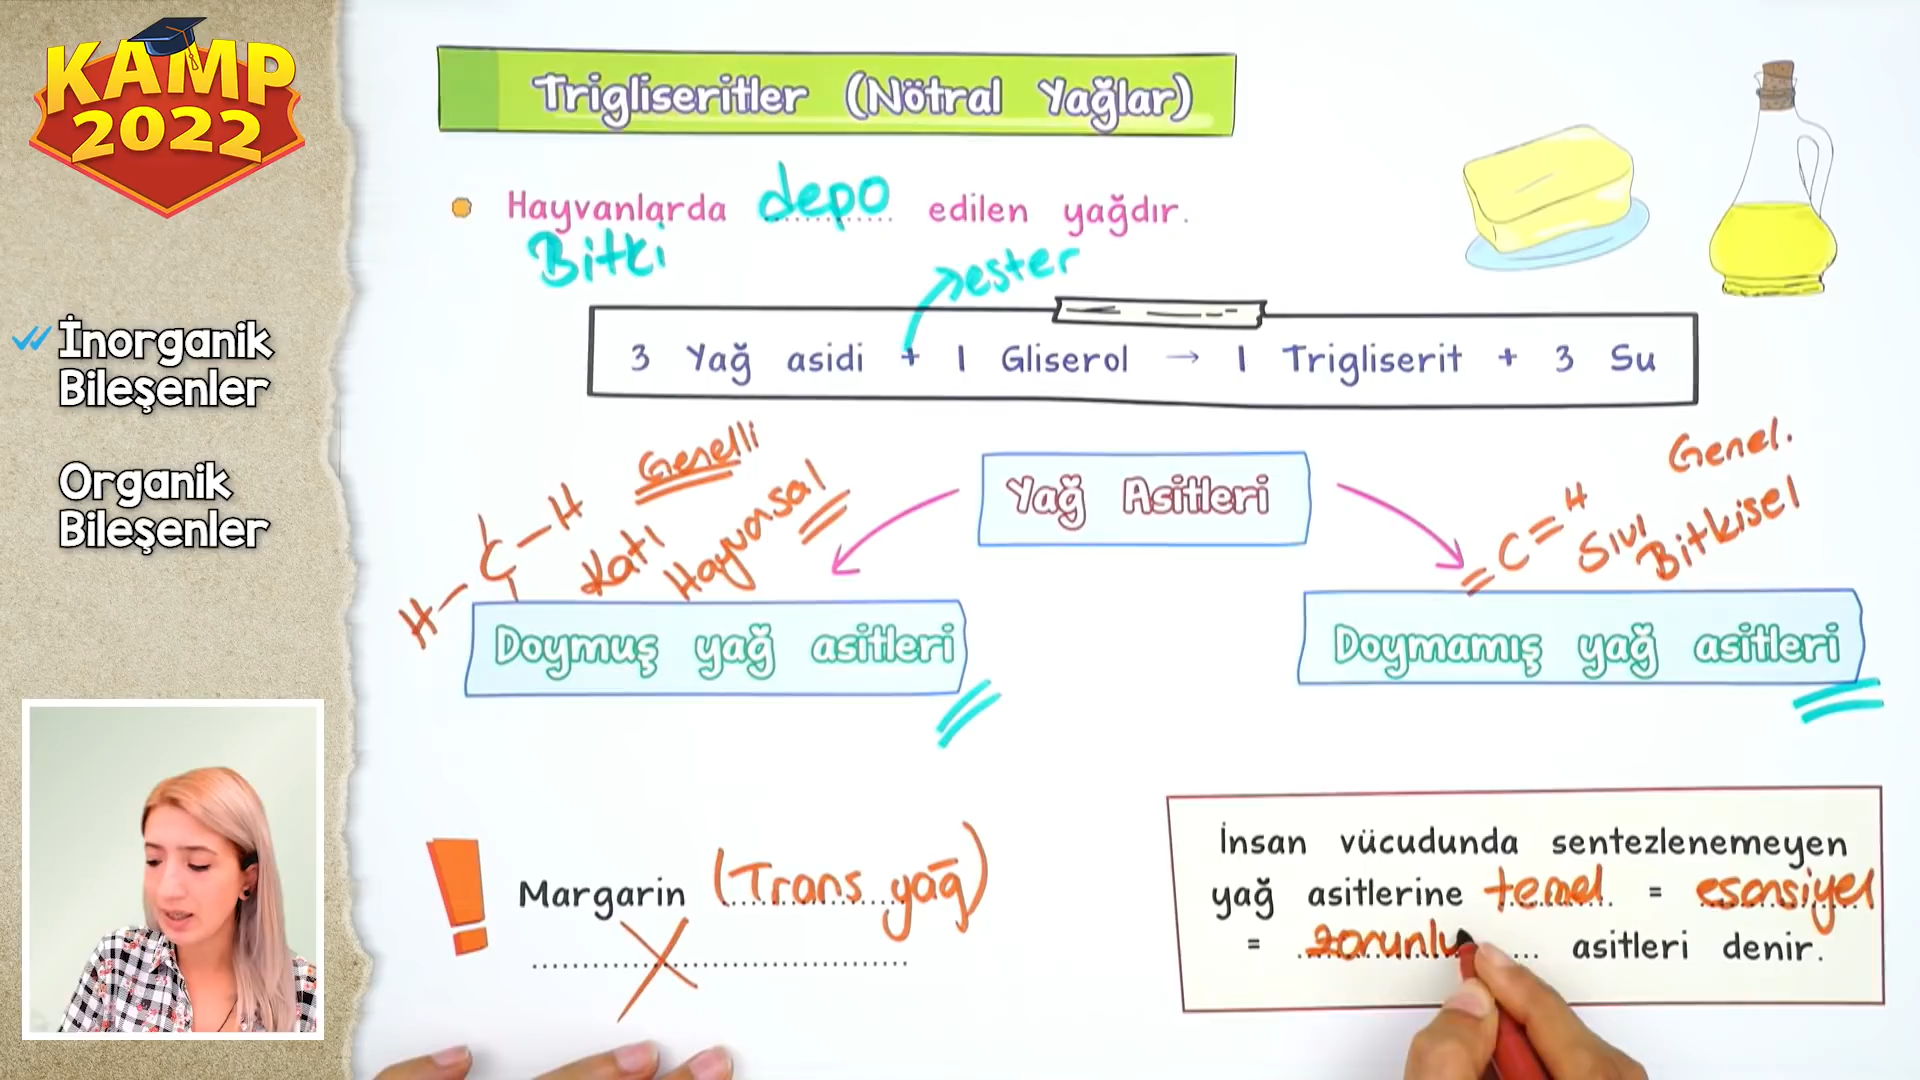 KAMP
2022
İnorganik
Bileşenler
Organik
Bileşenler
Trigliseritler (Nötral Yağlar)
Hayvanlarda depo edilen yağdır.
Bitki
ester
3 Yağ asidi + 1 Gliserol → 1 Trigliserit + 3 Su
Yağ Asitleri
Genelli
Katı
Hayvansal
H-C-H
Doymuş yağ asitleri
Genel.
=C=H
Sıvı
Bitkisel
Doymamış yağ asitleri
Margarin (Trans yağ)
İnsan vücudunda sentezlenemeyen
yağ asitlerine temel = esansiyel
= zorunlu asitleri denir.